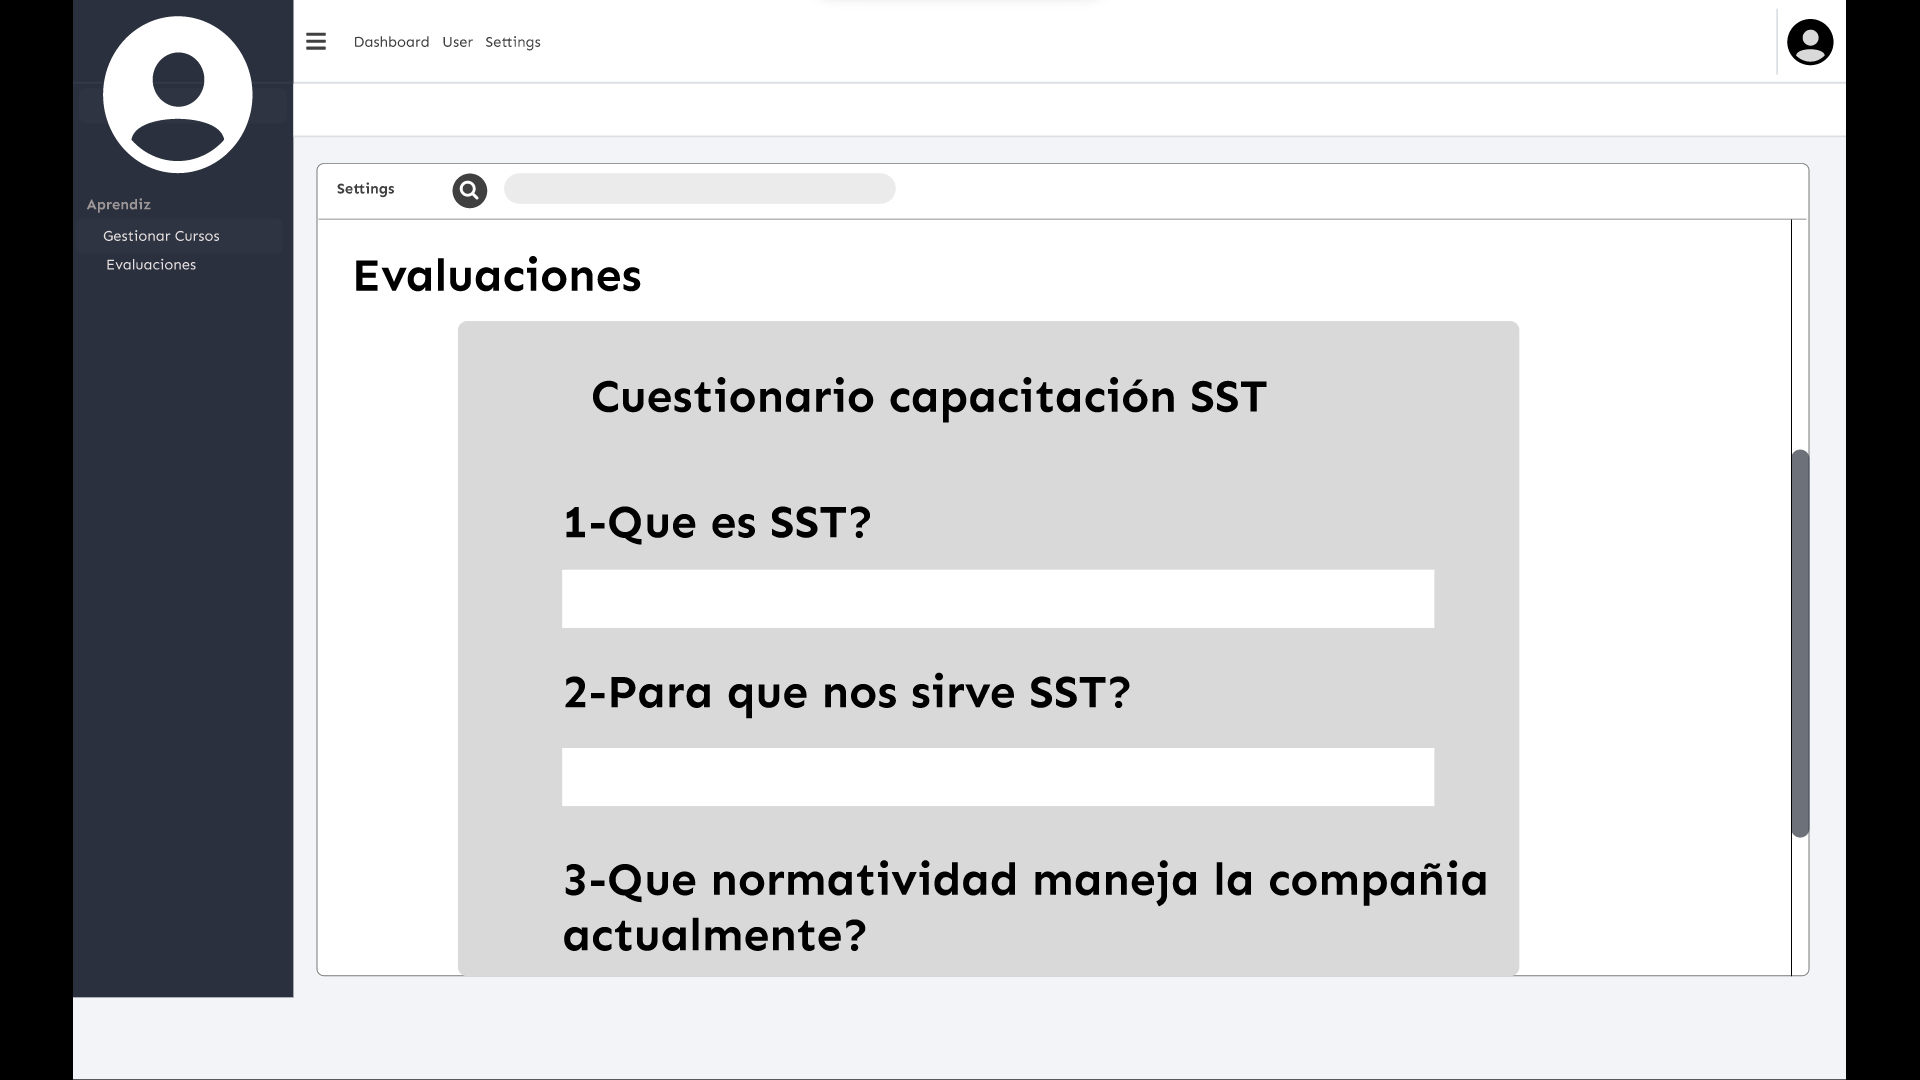 Dashboard User Settings
Aprendiz
Gestionar Cursos
Evaluaciones
Settings
Evaluaciones
Cuestionario capacitación SST
1-Que es SST?
2-Para que nos sirve SST?
3-Que normatividad maneja la compañia
actualmente?